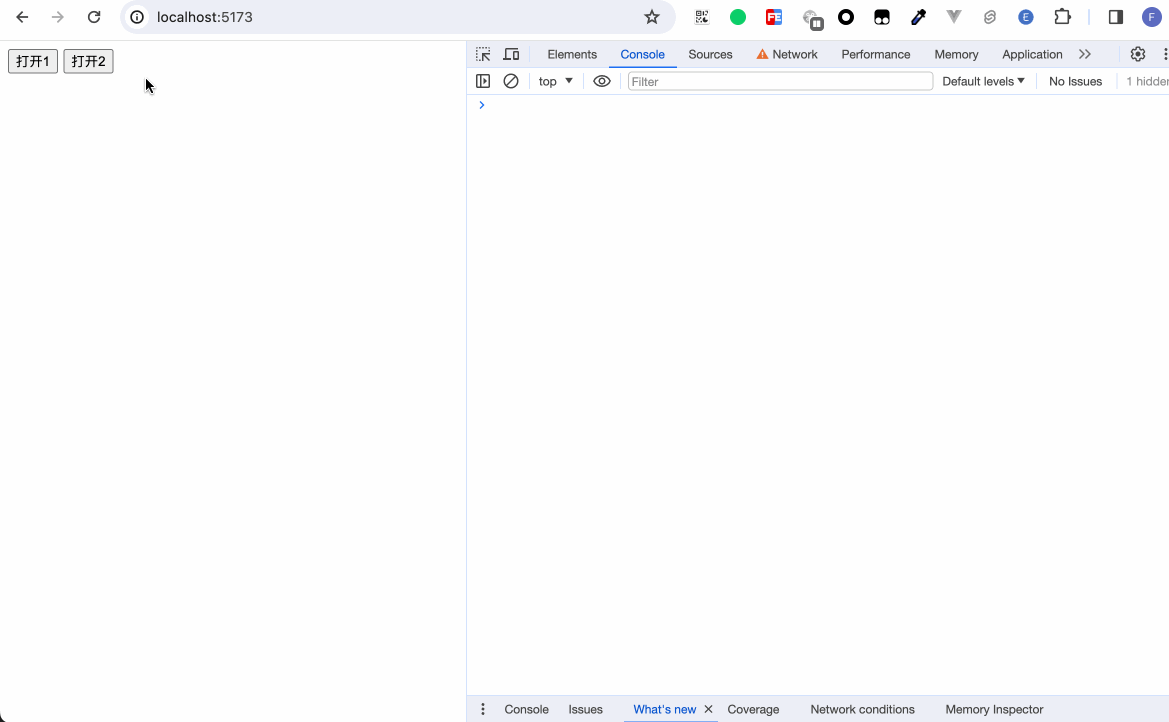 localhost:5173
FE
E
F
打开1 打开2
Elements Console Sources Network Performance Memory Application
top Filter Default levels No Issues 1 hidden
Console Issues What's new Coverage Network conditions Memory Inspector